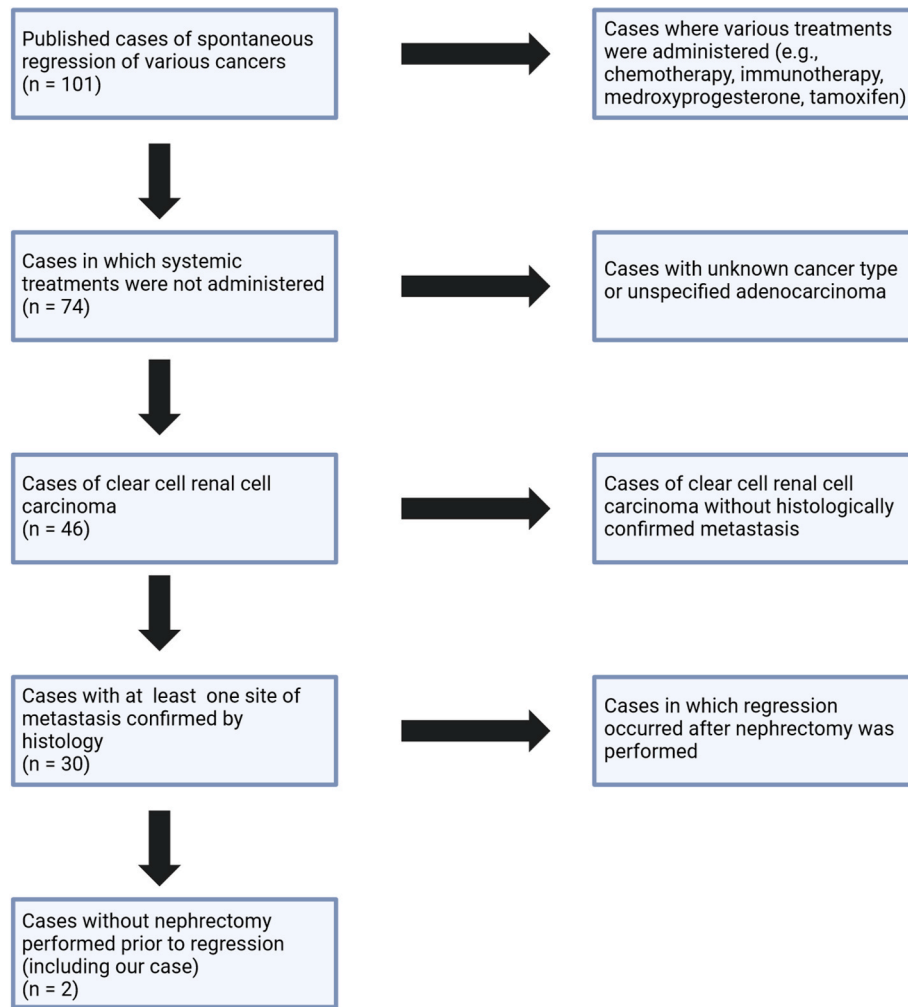 Published cases of spontaneous
regression of various cancers
(n = 101)
Cases where various treatments
were administered (e.g.,
chemotherapy, immunotherapy,
medroxyprogesterone, tamoxifen)
Cases in which systemic
treatments were not administered
(n = 74)
Cases with unknown cancer type
or unspecified adenocarcinoma
Cases of clear cell renal cell
carcinoma
(n = 46)
Cases of clear cell renal cell
carcinoma without histologically
confirmed metastasis
Cases with at least one site of
metastasis confirmed by
histology
(n = 30)
Cases in which regression
occurred after nephrectomy was
performed
Cases without nephrectomy
performed prior to regression
(including our case)
(n = 2)